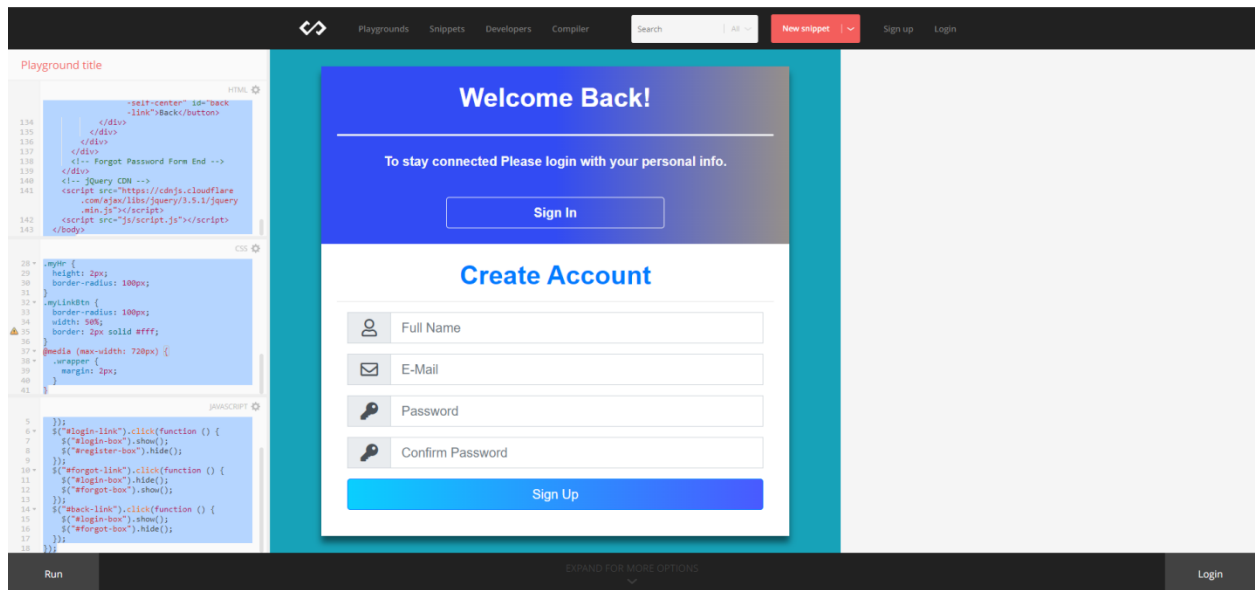 Playgrounds Snippets Developers Compiler Search All New snippet Sign up Login
Playground title
HTML
-self-center" id="back
-link">Back</button>
134 </div>
135 </div>
136 </div>
137 </div>
138 <!-- Forgot Password Form End -->
139 </div>
140 <!-- jQuery CDN -->
141 <script src="https://cdnjs.cloudflare
.com/ajax/libs/jquery/3.5.1/jquery
.min.js"></script>
142 <script src="js/script.js"></script>
143 </body>
CSS
28 .myHr {
29 height: 2px;
30 border-radius: 100px;
31 }
32 .myLinkBtn {
33 border-radius: 100px;
34 width: 50%;
35 border: 2px solid #fff;
36 }
37 @media (max-width: 720px) {
38 .wrapper {
39 margin: 2px;
40 }
41 }
JAVASCRIPT
5 });
6 $("#login-link").click(function () {
7 $("#login-box").show();
8 $("#register-box").hide();
9 });
10 $("#forgot-link").click(function () {
11 $("#login-box").hide();
12 $("#forgot-box").show();
13 });
14 $("#back-link").click(function () {
15 $("#login-box").show();
16 $("#forgot-box").hide();
17 });
18 });
Welcome Back!
To stay connected Please login with your personal info.
Sign In
Create Account
Full Name
E-Mail
Password
Confirm Password
Sign Up
Run EXPAND FOR MORE OPTIONS Login